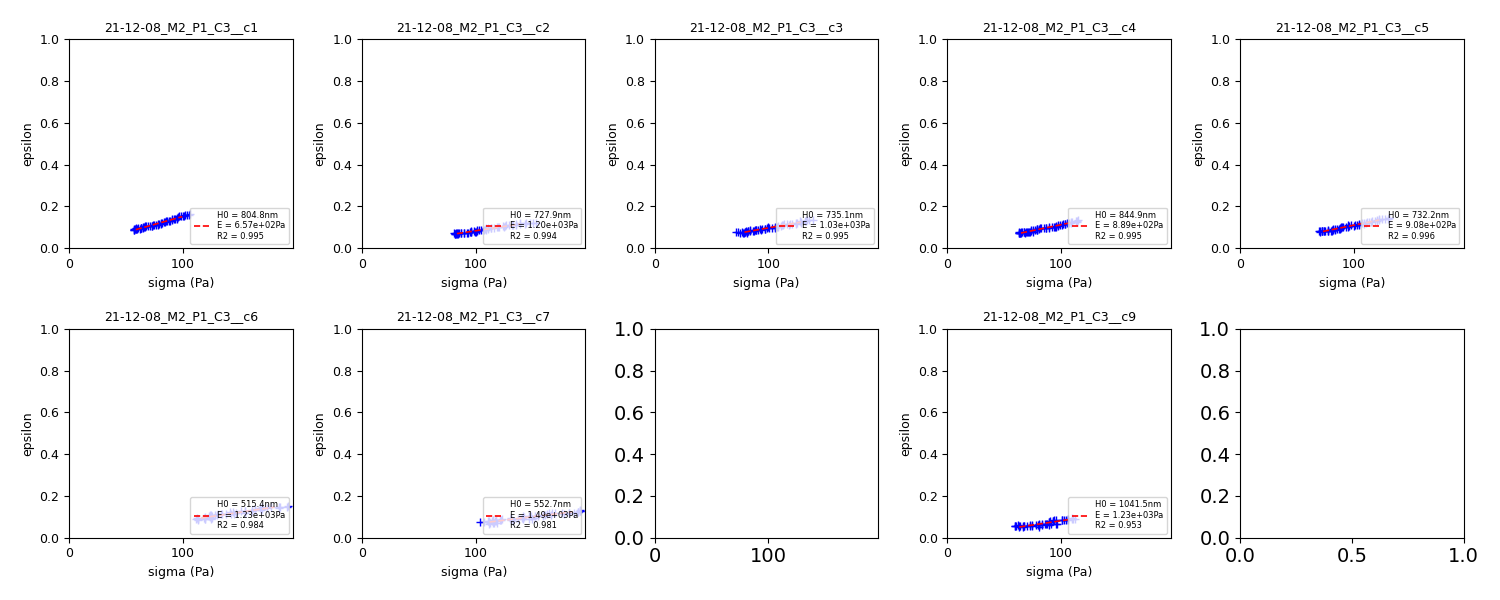 21-12-08_M2_P1_C3__c1
1.0
0.8
0.6
0.4
0.2
0.0
epsilon
H0 = 804.8nm
E = 6.57e+02Pa
R2 = 0.995
0 100
sigma (Pa)
21-12-08_M2_P1_C3__c2
1.0
0.8
0.6
0.4
0.2
0.0
epsilon
H0 = 727.9nm
E = 1.20e+03Pa
R2 = 0.994
0 100
sigma (Pa)
21-12-08_M2_P1_C3__c3
1.0
0.8
0.6
0.4
0.2
0.0
epsilon
H0 = 735.1nm
E = 1.03e+03Pa
R2 = 0.995
0 100
sigma (Pa)
21-12-08_M2_P1_C3__c4
1.0
0.8
0.6
0.4
0.2
0.0
epsilon
H0 = 844.9nm
E = 8.89e+02Pa
R2 = 0.995
0 100
sigma (Pa)
21-12-08_M2_P1_C3__c5
1.0
0.8
0.6
0.4
0.2
0.0
epsilon
H0 = 732.2nm
E = 9.08e+02Pa
R2 = 0.996
0 100
sigma (Pa)
21-12-08_M2_P1_C3__c6
1.0
0.8
0.6
0.4
0.2
0.0
epsilon
H0 = 515.4nm
E = 1.23e+03Pa
R2 = 0.984
0 100
sigma (Pa)
21-12-08_M2_P1_C3__c7
1.0
0.8
0.6
0.4
0.2
0.0
epsilon
H0 = 552.7nm
E = 1.49e+03Pa
R2 = 0.981
0 100
sigma (Pa)
1.0
0.8
0.6
0.4
0.2
0.0
0 100
21-12-08_M2_P1_C3__c9
1.0
0.8
0.6
0.4
0.2
0.0
epsilon
H0 = 1041.5nm
E = 1.23e+03Pa
R2 = 0.953
0 100
sigma (Pa)
1.0
0.8
0.6
0.4
0.2
0.0
0.0 0.5 1.0